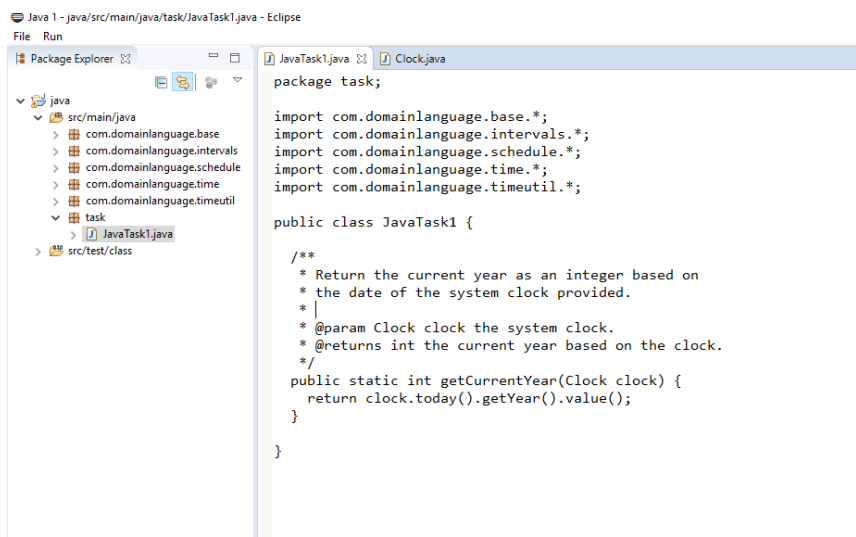 Java 1 - java/src/main/java/task/JavaTask1.java - Eclipse
File Run
Package Explorer
java
src/main/java
com.domainlanguage.base
com.domainlanguage.intervals
com.domainlanguage.schedule
com.domainlanguage.time
com.domainlanguage.timeutil
task
JavaTask1.java
src/test/class
JavaTask1.java Clock.java
package task;
import com.domainlanguage.base.*;
import com.domainlanguage.intervals.*;
import com.domainlanguage.schedule.*;
import com.domainlanguage.time.*;
import com.domainlanguage.timeutil.*;
public class JavaTask1 {
/**
* Return the current year as an integer based on
* the date of the system clock provided.
*
* @param Clock clock the system clock.
* @returns int the current year based on the clock.
*/
public static int getCurrentYear(Clock clock) {
return clock.today().getYear().value();
}
}